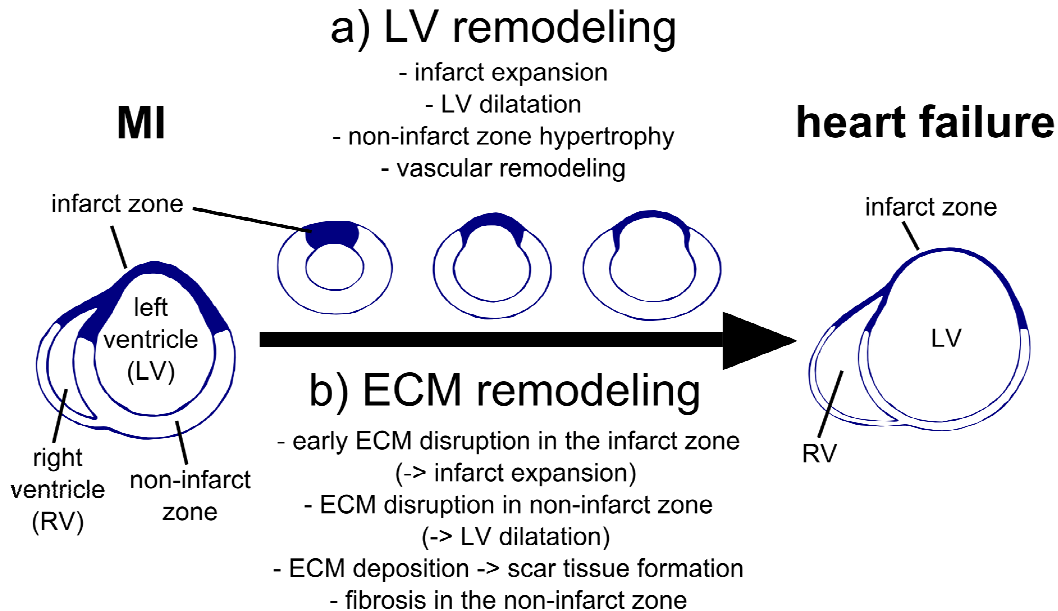 a) LV remodeling
- infarct expansion
- LV dilatation
- non-infarct zone hypertrophy
- vascular remodeling
MI
heart failure
infarct zone
infarct zone
left
ventricle
(LV)
LV
right
ventricle
(RV)
non-infarct
zone
RV
b) ECM remodeling
- early ECM disruption in the infarct zone
(-> infarct expansion)
- ECM disruption in non-infarct zone
(-> LV dilatation)
- ECM deposition -> scar tissue formation
- fibrosis in the non-infarct zone